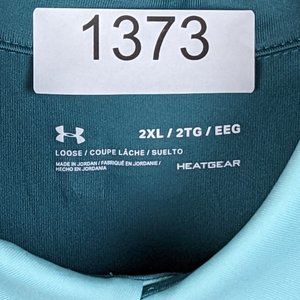 1373
2XL / 2TG / EEG
LOOSE / COUPE LÂCHE / SUELTO
MADE IN JORDAN / FABRIQUÉ EN JORDANIE /
HECHO EN JORDANIA
HEATGEAR